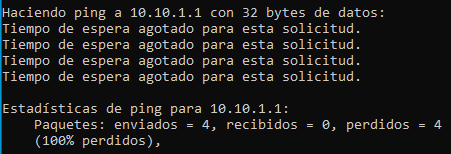 Haciendo ping a 10.10.1.1 con 32 bytes de datos:
Tiempo de espera agotado para esta solicitud.
Tiempo de espera agotado para esta solicitud.
Tiempo de espera agotado para esta solicitud.
Tiempo de espera agotado para esta solicitud.

Estadísticas de ping para 10.10.1.1:
    Paquetes: enviados = 4, recibidos = 0, perdidos = 4
    (100% perdidos),